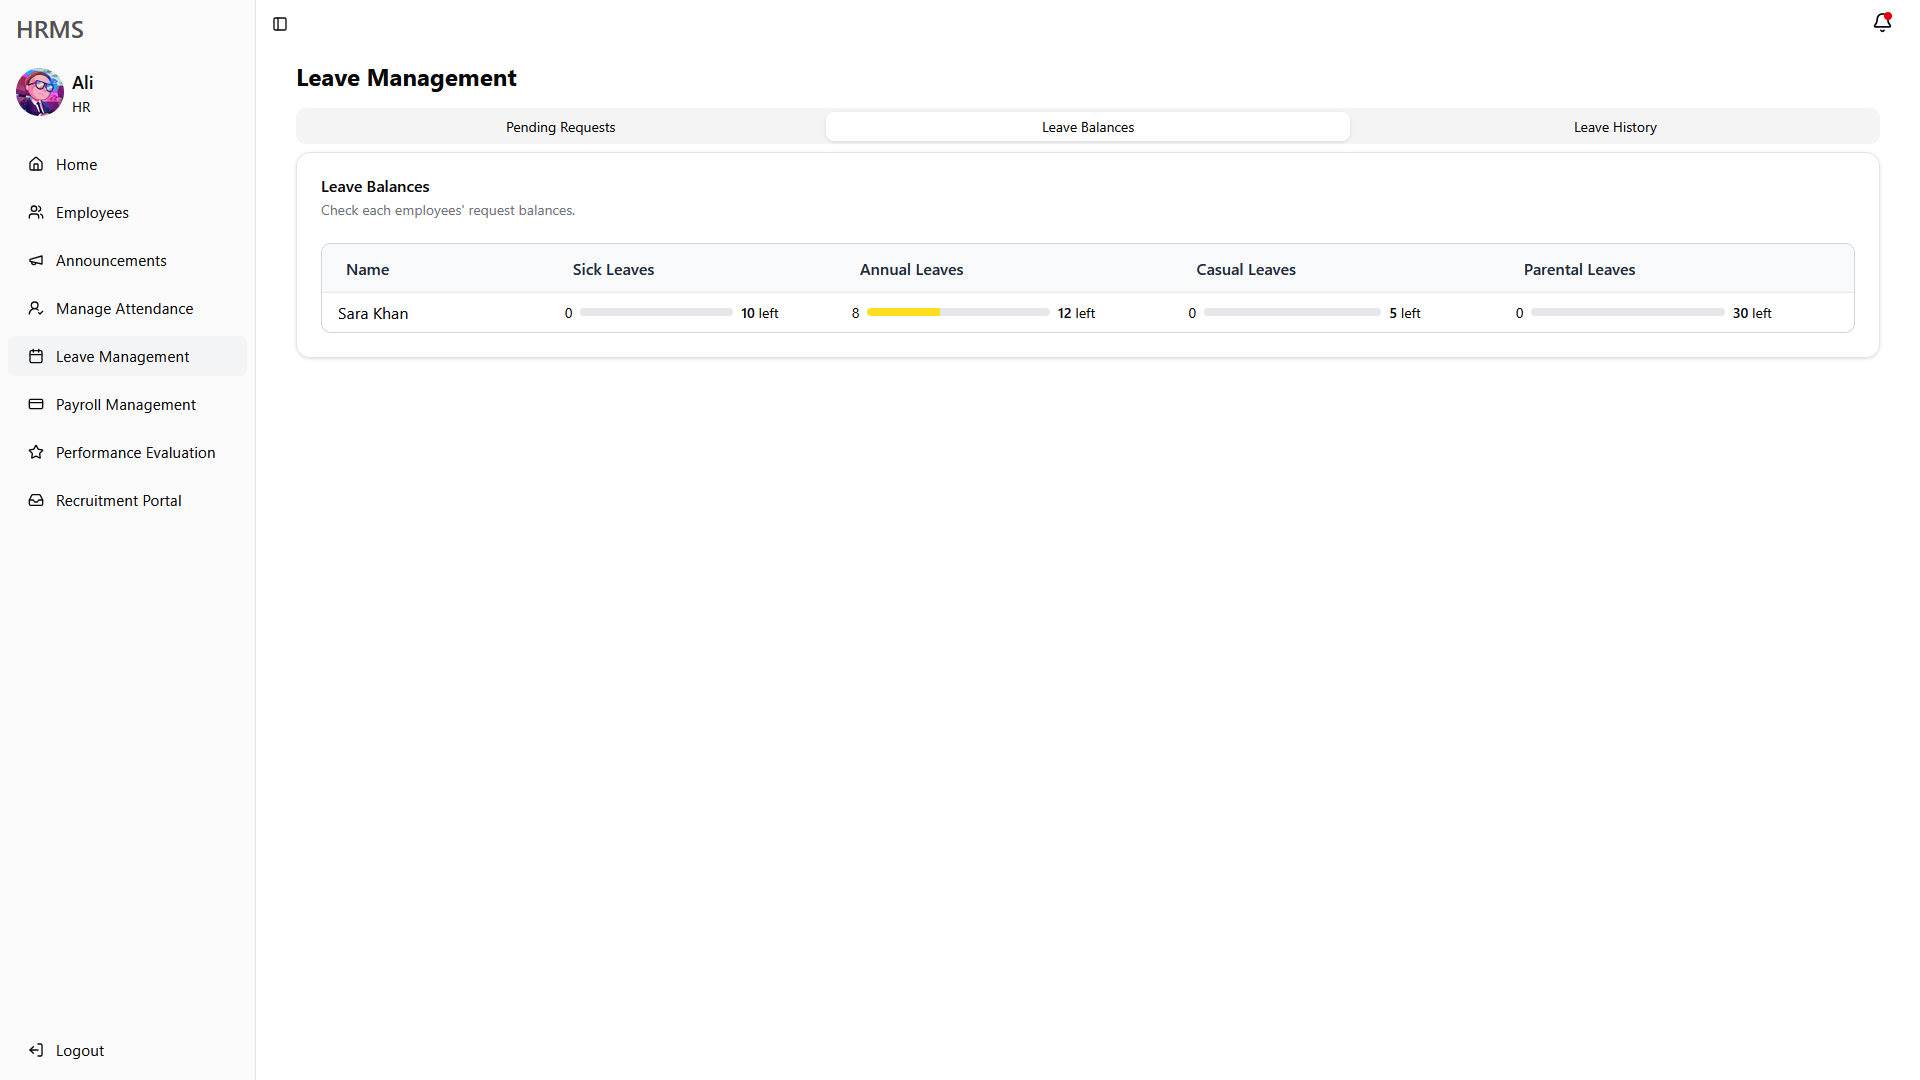 HRMS
Ali
HR
Home
Employees
Announcements
Manage Attendance
Leave Management
Payroll Management
Performance Evaluation
Recruitment Portal
Logout
Leave Management
Pending Requests Leave Balances Leave History
Leave Balances
Check each employees' request balances.
Name Sick Leaves Annual Leaves Casual Leaves Parental Leaves
Sara Khan 0 10 left 8 12 left 0 5 left 0 30 left